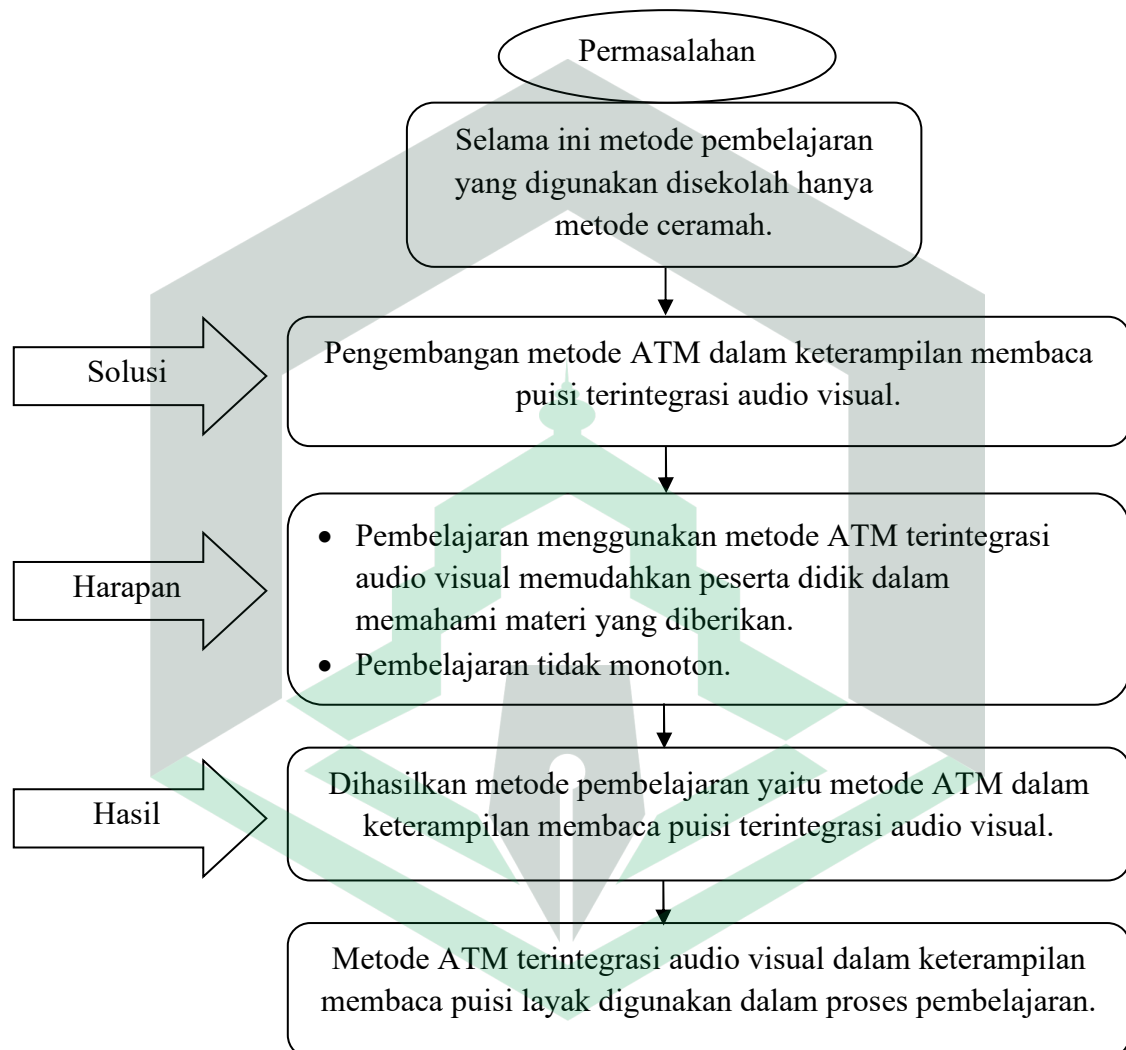 Permasalahan
Selama ini metode pembelajaran
yang digunakan disekolah hanya
metode ceramah.
Solusi
Pengembangan metode ATM dalam keterampilan membaca
puisi terintegrasi audio visual.
Harapan
• Pembelajaran menggunakan metode ATM terintegrasi
audio visual memudahkan peserta didik dalam
memahami materi yang diberikan.
• Pembelajaran tidak monoton.
Hasil
Dihasilkan metode pembelajaran yaitu metode ATM dalam
keterampilan membaca puisi terintegrasi audio visual.
Metode ATM terintegrasi audio visual dalam keterampilan
membaca puisi layak digunakan dalam proses pembelajaran.